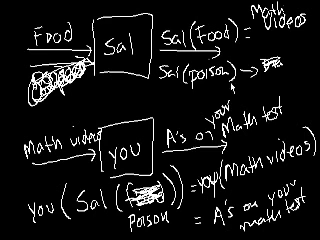 Food Sal Sal(Food) = Math videos
Sal(poison) →
Math videos you A's on your Math test
you(Sal( )) = you(Math videos)
Poison = A's on your math test